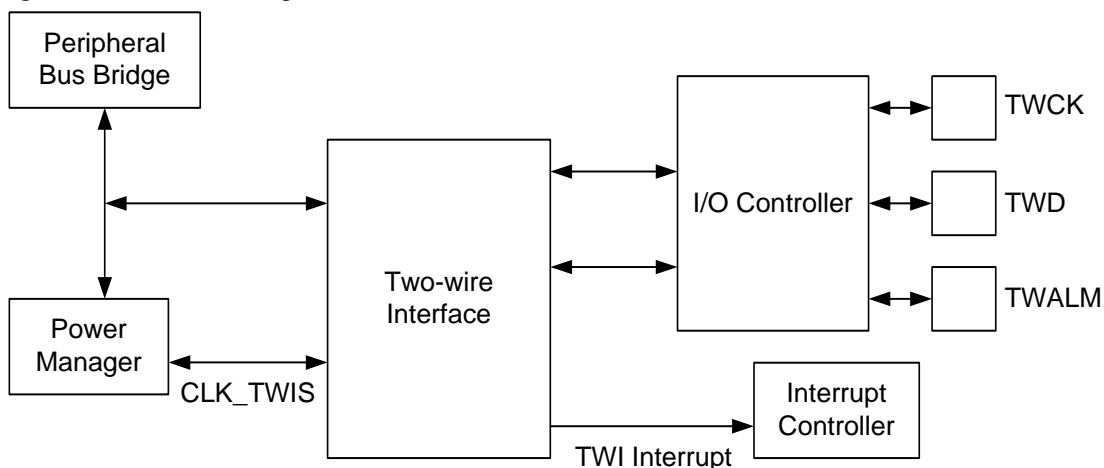 Peripheral
Bus Bridge
TWCK
I/O Controller
TWD
Two-wire
Interface
TWALM
Power
Manager
CLK_TWIS
Interrupt
Controller
TWI Interrupt